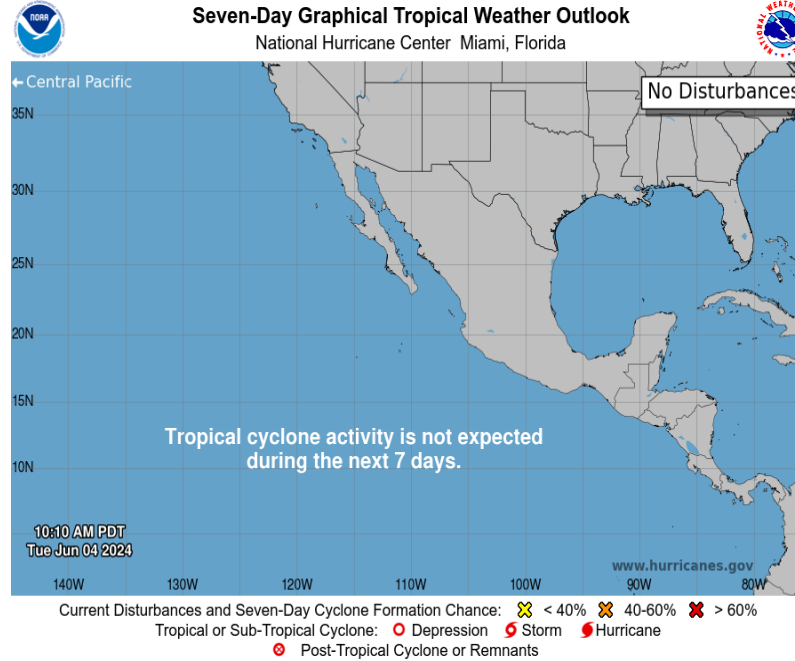 Seven-Day Graphical Tropical Weather Outlook
National Hurricane Center Miami, Florida
NOAA
Central Pacific
No Disturbances
35N
30N
25N
20N
15N
Tropical cyclone activity is not expected
during the next 7 days.
10N
10:10 AM PDT
Tue Jun 04 2024
www.hurricanes.gov
140W 130W 120W 110W 100W 90W 80W
Current Disturbances and Seven-Day Cyclone Formation Chance: < 40% 40-60% > 60%
Tropical or Sub-Tropical Cyclone: Depression Storm Hurricane
Post-Tropical Cyclone or Remnants